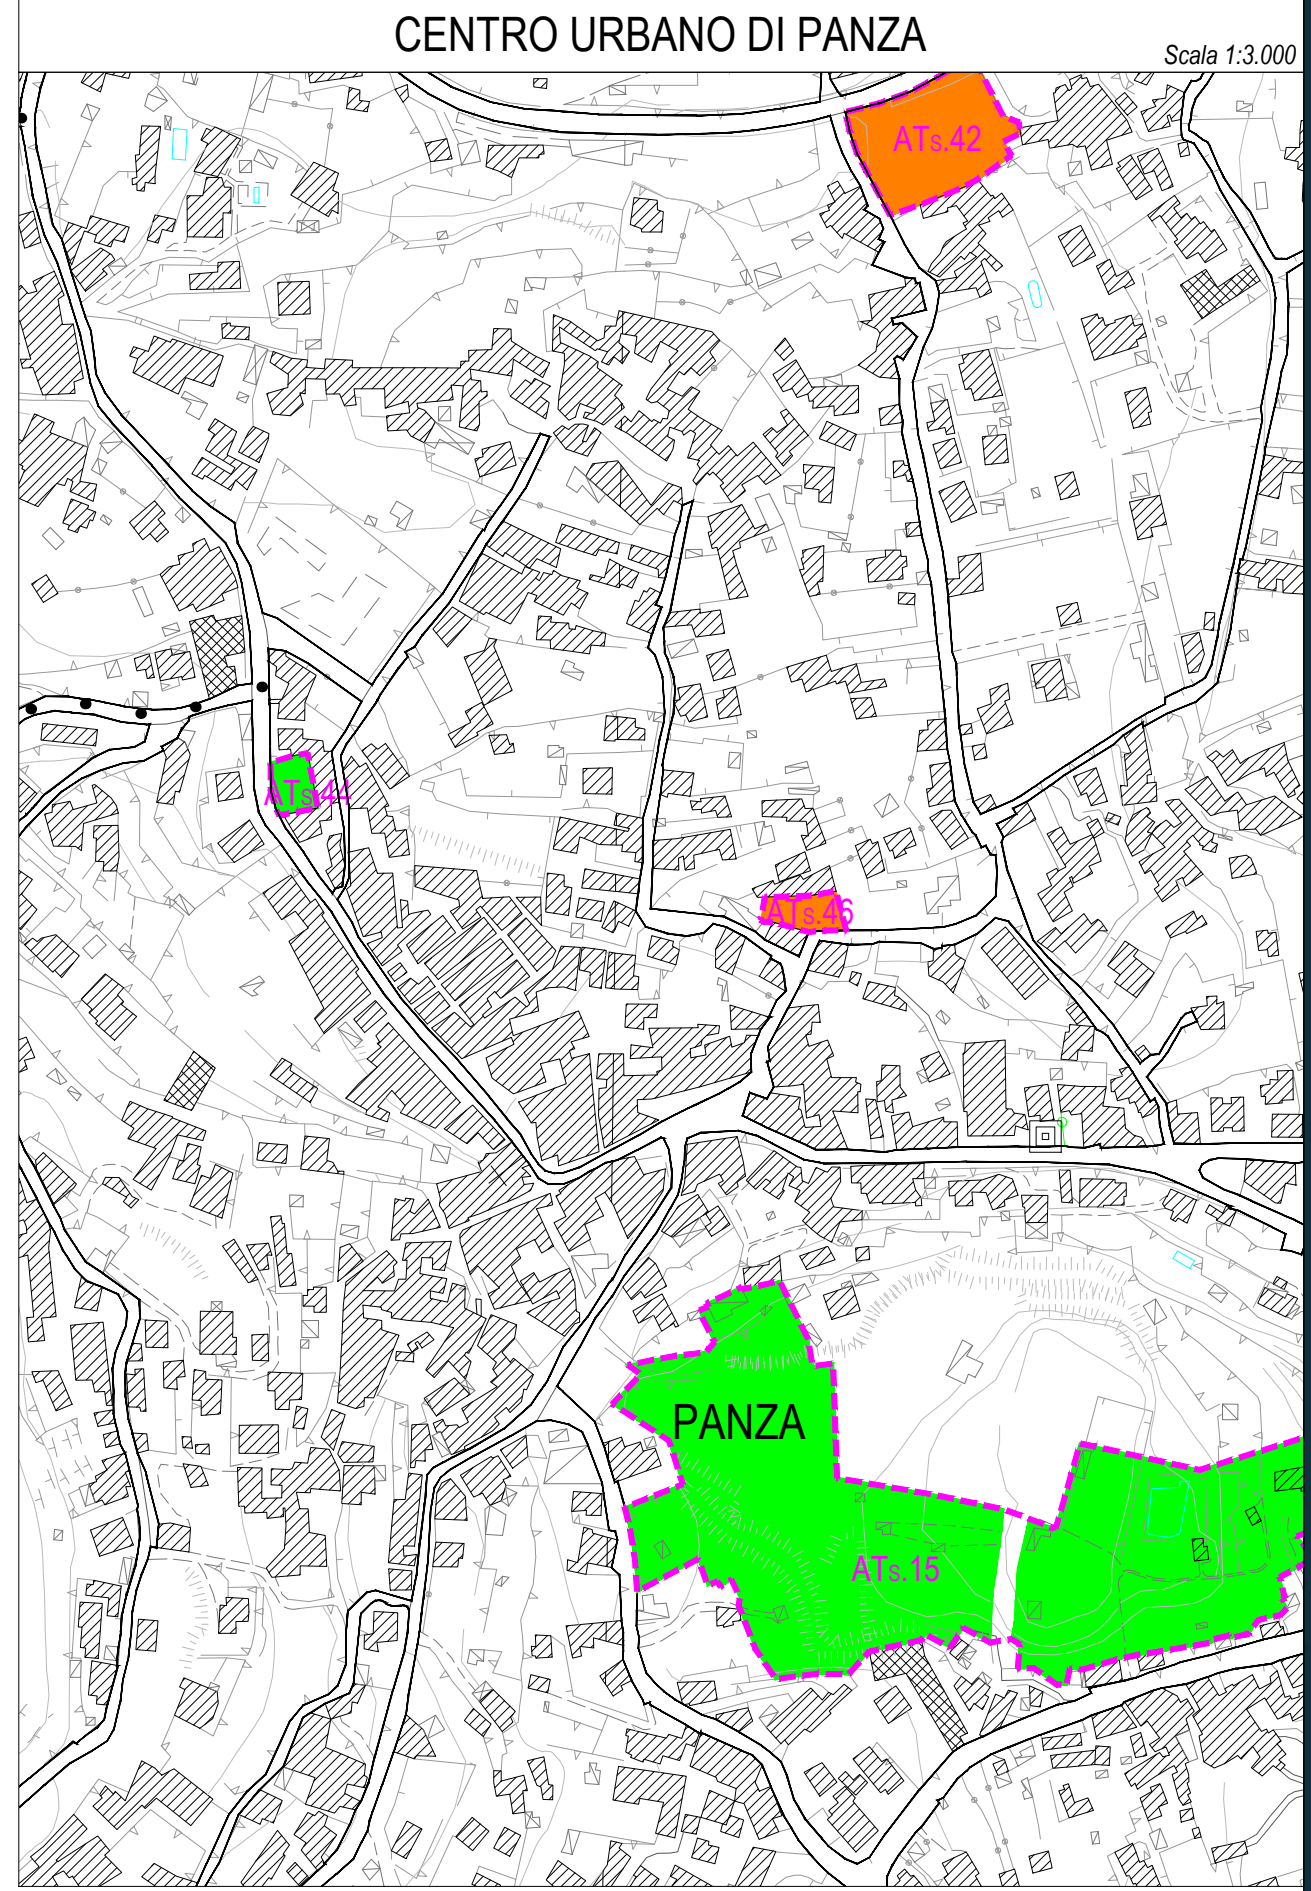 CENTRO URBANO DI PANZA
Scala 1:3.000
ATs.42
ATs.44
ATs.46
PANZA
ATs.15